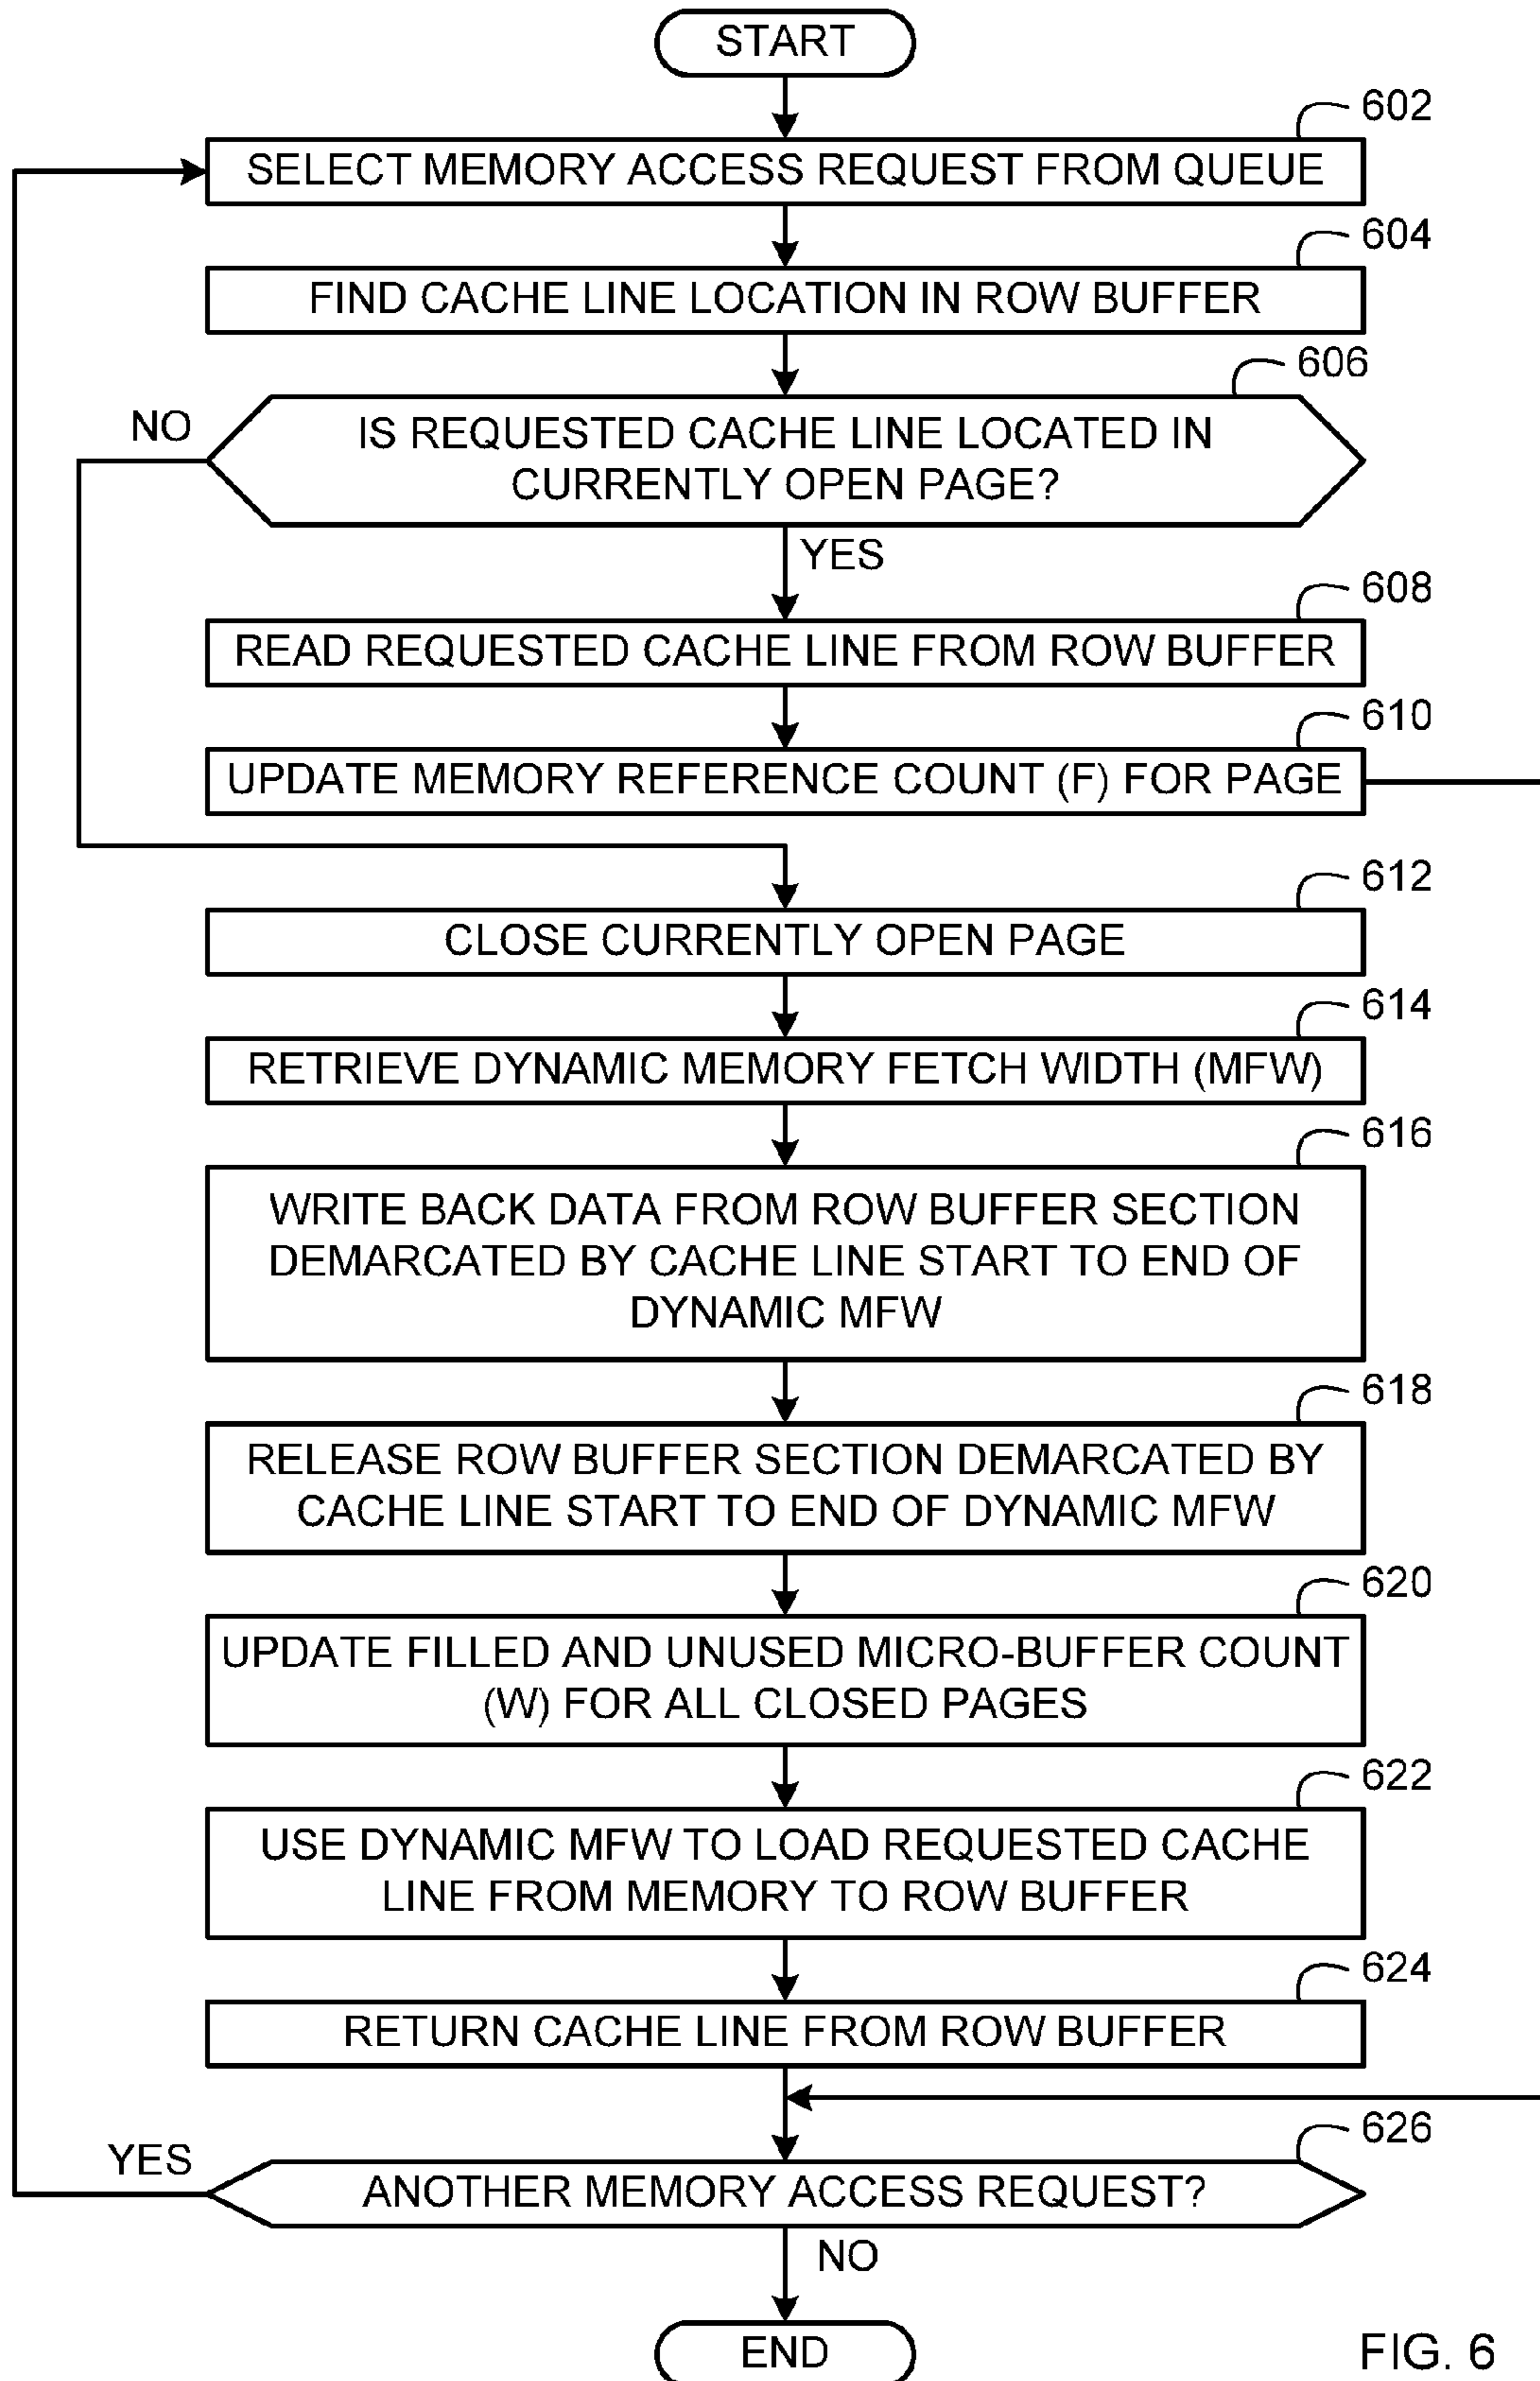 START
602
SELECT MEMORY ACCESS REQUEST FROM QUEUE
604
FIND CACHE LINE LOCATION IN ROW BUFFER
606
NO
IS REQUESTED CACHE LINE LOCATED IN
CURRENTLY OPEN PAGE?
YES
608
READ REQUESTED CACHE LINE FROM ROW BUFFER
610
UPDATE MEMORY REFERENCE COUNT (F) FOR PAGE
612
CLOSE CURRENTLY OPEN PAGE
614
RETRIEVE DYNAMIC MEMORY FETCH WIDTH (MFW)
616
WRITE BACK DATA FROM ROW BUFFER SECTION
DEMARCATED BY CACHE LINE START TO END OF
DYNAMIC MFW
618
RELEASE ROW BUFFER SECTION DEMARCATED BY
CACHE LINE START TO END OF DYNAMIC MFW
620
UPDATE FILLED AND UNUSED MICRO-BUFFER COUNT
(W) FOR ALL CLOSED PAGES
622
USE DYNAMIC MFW TO LOAD REQUESTED CACHE
LINE FROM MEMORY TO ROW BUFFER
624
RETURN CACHE LINE FROM ROW BUFFER
626
YES
ANOTHER MEMORY ACCESS REQUEST?
NO
END
FIG. 6